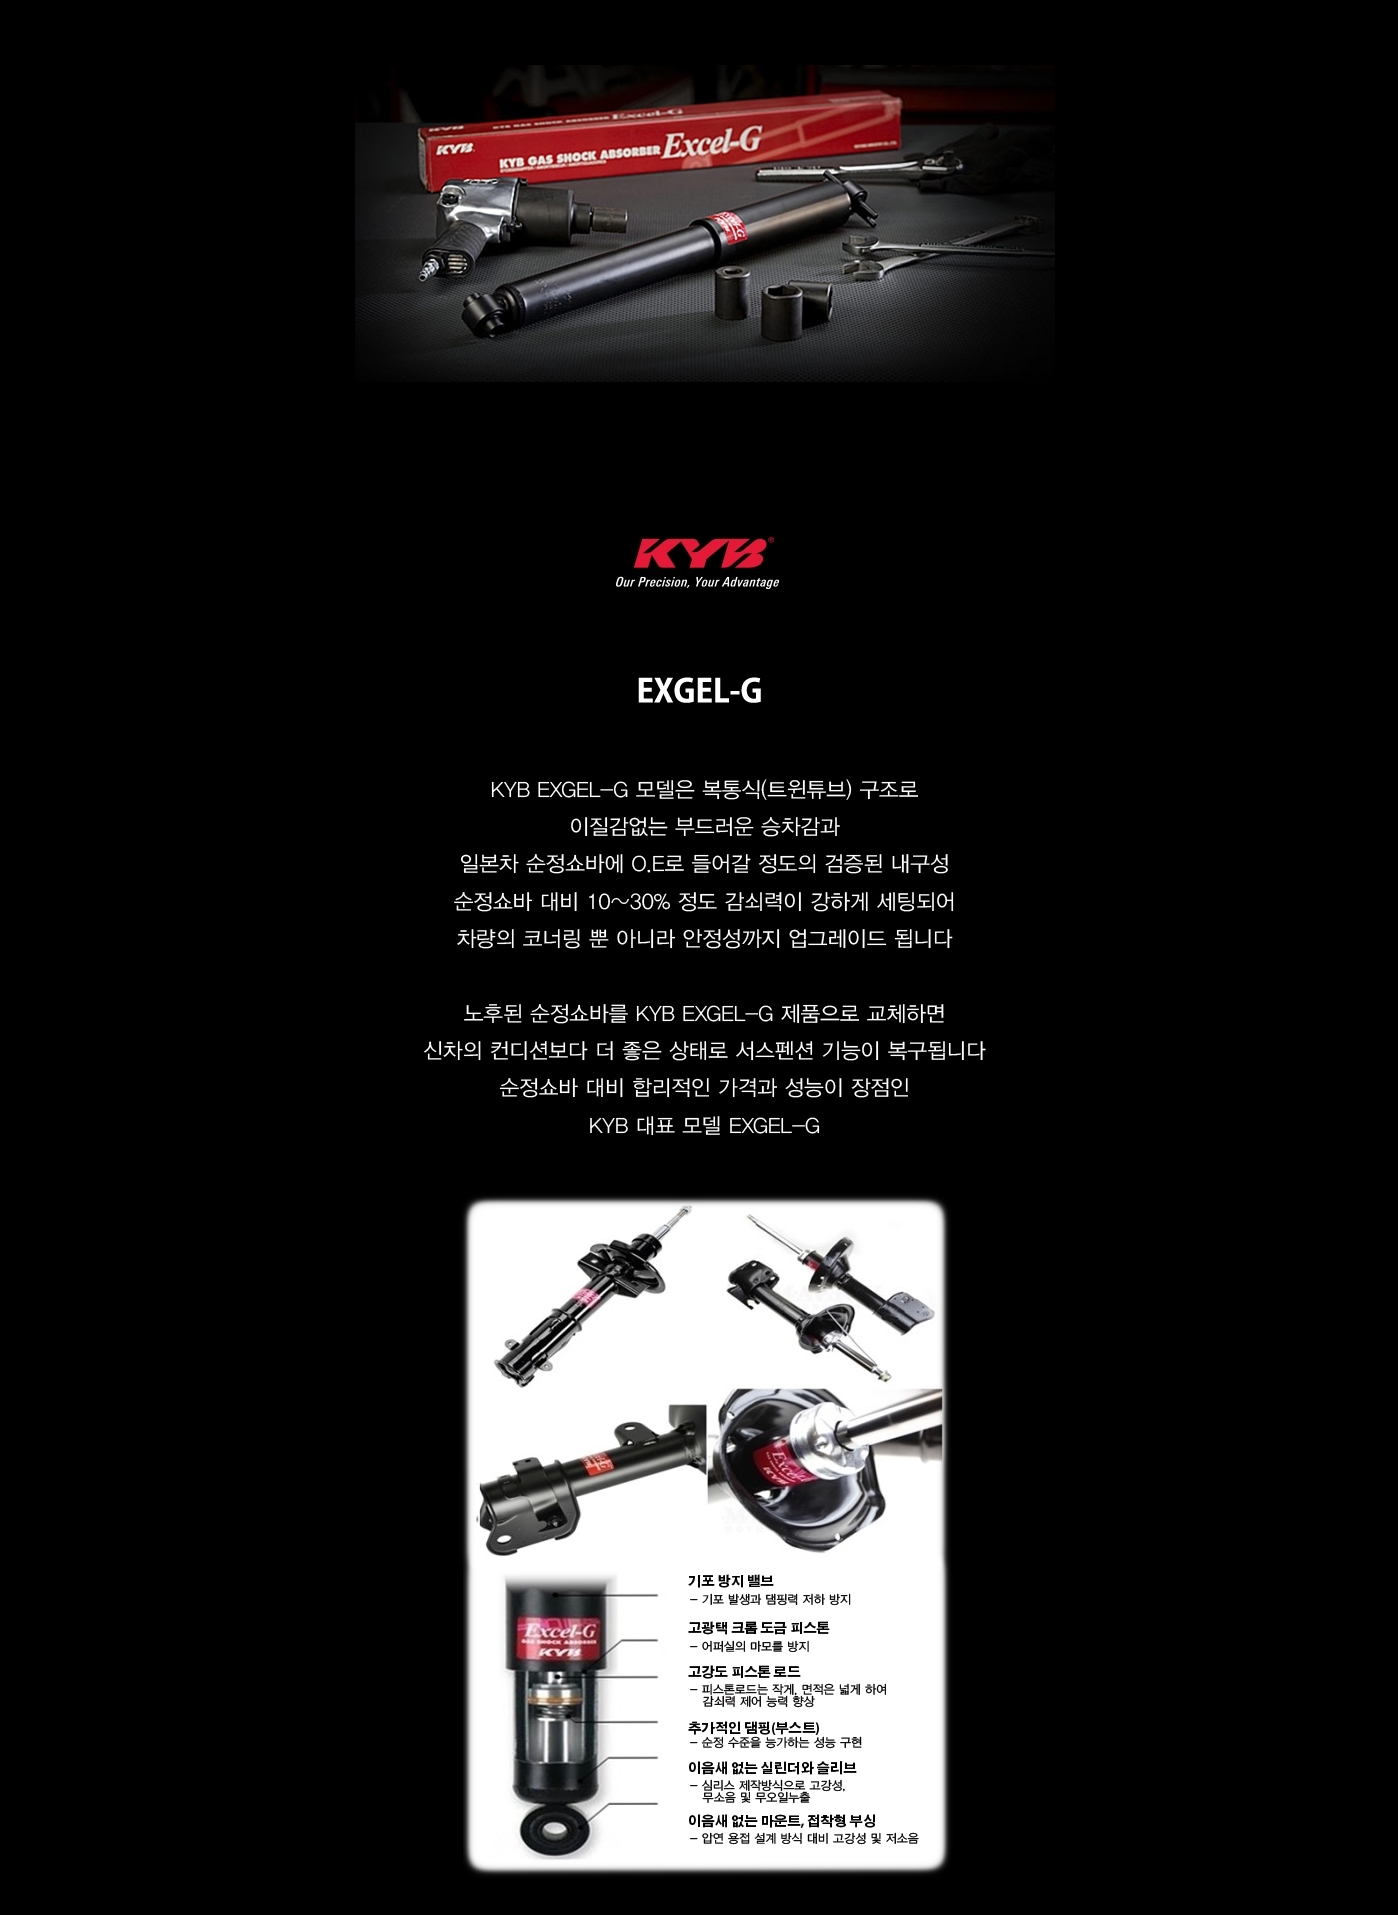 KYB
KYB GAS SHOCK ABSORBER Excel-G
KYB GAS SHOCK ABSORBER Excel-G
KYB
Our Precision, Your Advantage
EXGEL-G
KYB EXGEL-G 모델은 복통식(트윈튜브) 구조로
이질감없는 부드러운 승차감과
일본차 순정쇼바에 O.E로 들어갈 정도의 검증된 내구성
순정쇼바 대비 10~30% 정도 감쇠력이 강하게 세팅되어
차량의 코너링 뿐 아니라 안정성까지 업그레이드 됩니다
노후된 순정쇼바를 KYB EXGEL-G 제품으로 교체하면
신차의 컨디션보다 더 좋은 상태로 서스펜션 기능이 복구됩니다
순정쇼바 대비 합리적인 가격과 성능이 장점인
KYB 대표 모델 EXGEL-G
Excel-G
KYB
기포 방지 밸브
- 기포 발생과 댐핑력 저하 방지
Excel-G
GAS SHOCK ABSORBER
KYB
고광택 크롬 도금 피스톤
- 어퍼실의 마모를 방지
고강도 피스톤 로드
- 피스톤로드는 작게, 면적은 넓게 하여
감쇠력 제어 능력 향상
추가적인 댐핑(부스트)
- 순정 수준을 능가하는 성능 구현
이음새 없는 실린더와 슬리브
- 심리스 제작방식으로 고강성,
무소음 및 무오일누출
이음새 없는 마운트, 접착형 부싱
- 압연 용접 설계 방식 대비 고강성 및 저소음